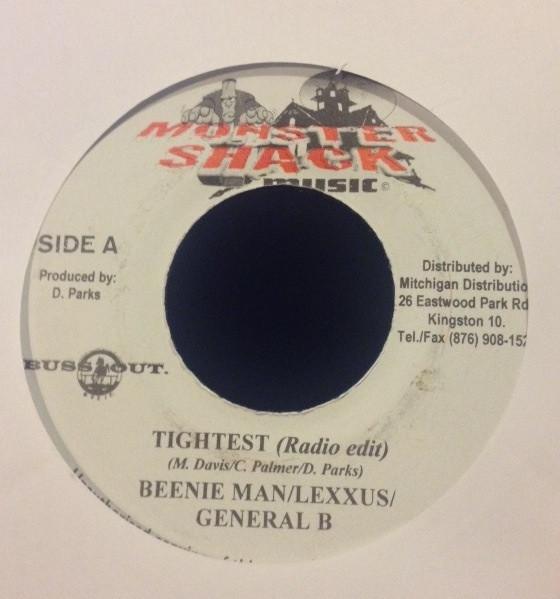 MONSTER
SHACK
music©
SIDE A
Produced by:
D. Parks
Distributed by:
Mitchigan Distributio
26 Eastwood Park Rd
Kingston 10.
Tel./Fax (876) 908-152
BUSS OUT.
TIGHTEST (Radio edit)
(M. Davis/C. Palmer/D. Parks)
BEENIE MAN/LEXXUS/
GENERAL B